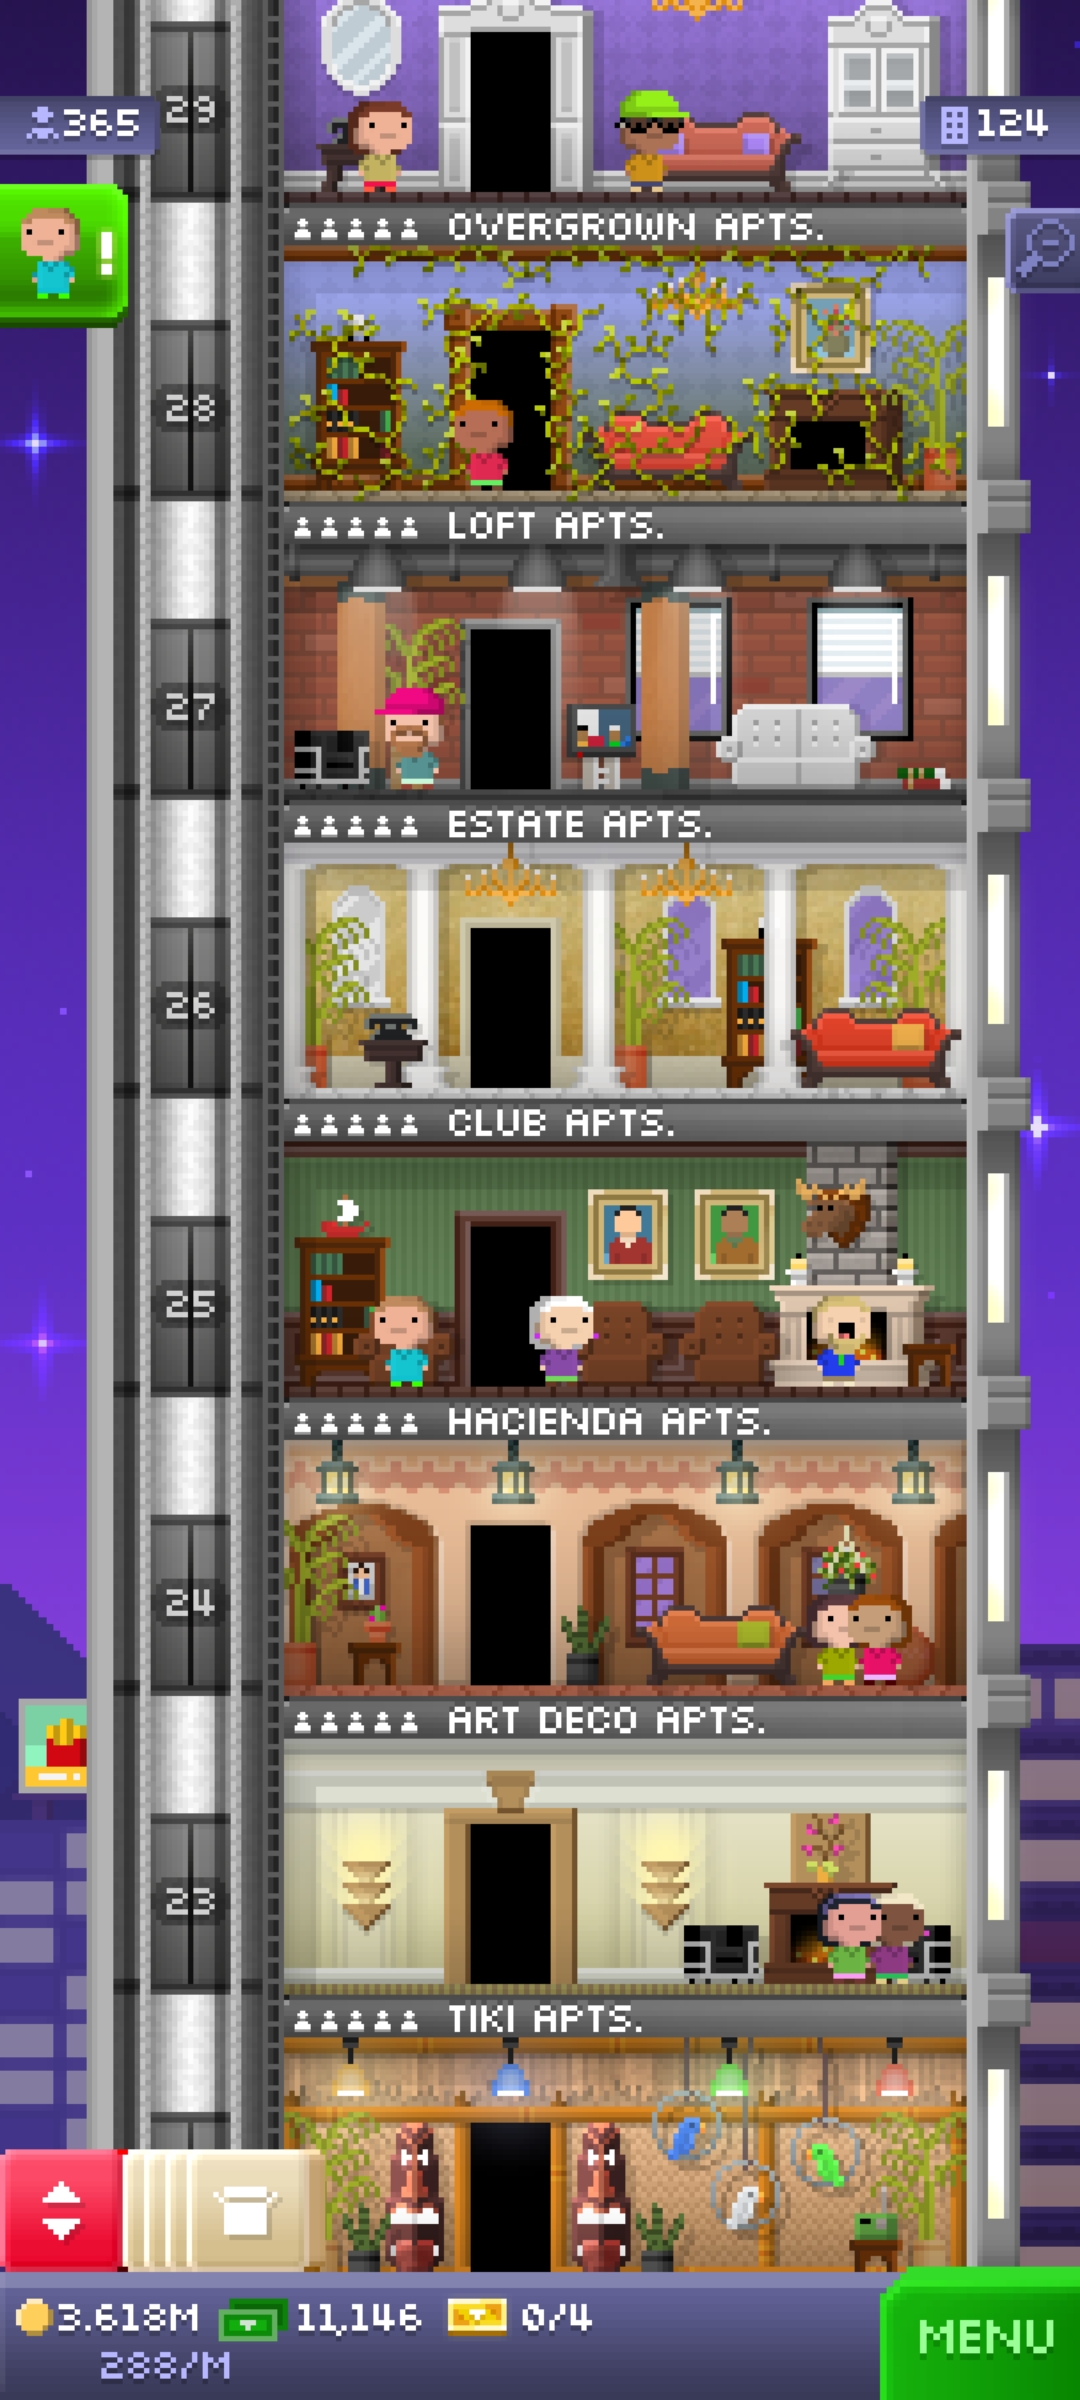 29
365
124
!
OVERGROWN APTS.
28
LOFT APTS.
27
ESTATE APTS.
26
CLUB APTS.
25
HACIENDA APTS.
24
ART DECO APTS.
23
TIKI APTS.
3.618M 11,146 0/4
288/M
MENU